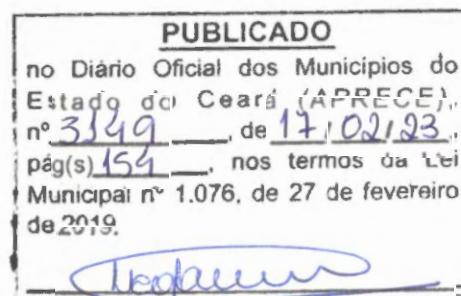 PUBLICADO
no Diário Oficial dos Municípios do
Estado do Ceará (APRECE),
nº 3149, de 17/02/23,
pág(s) 154, nos termos da Lei
Municipal nº 1.076, de 27 de fevereiro
de 2019.